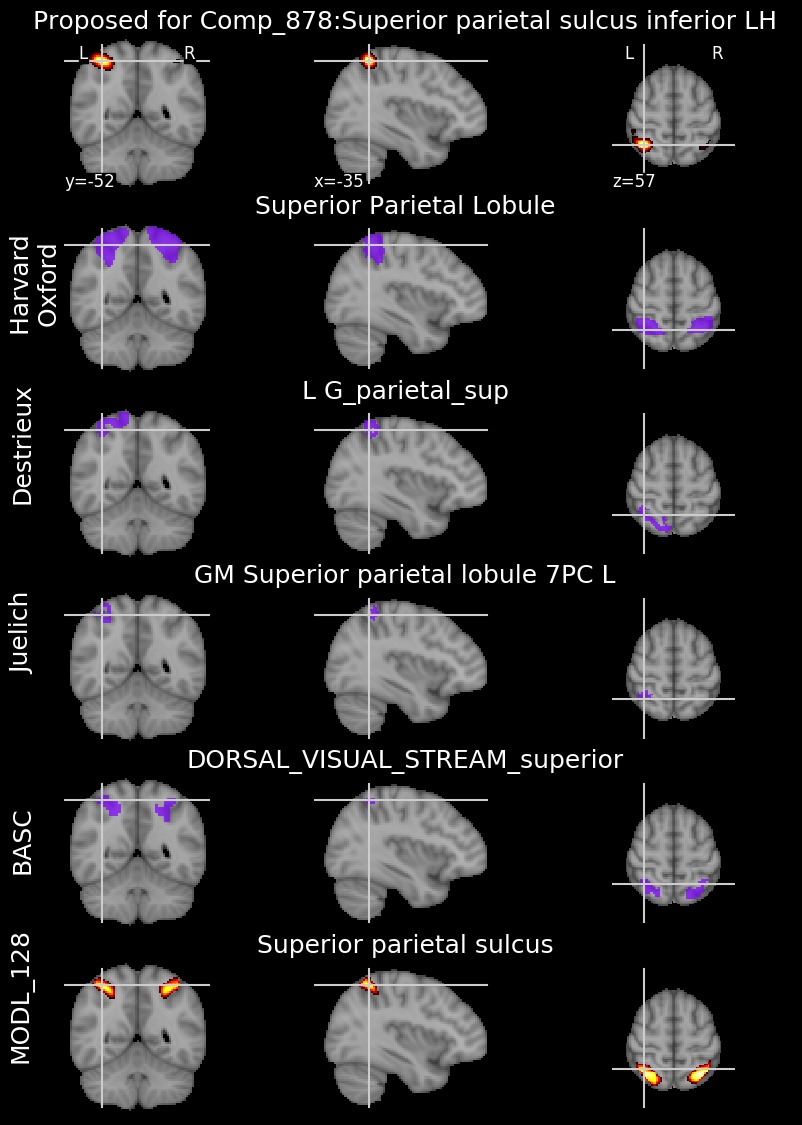 Proposed for Comp_878:Superior parietal sulcus inferior LH
L R L R
y=-52 x=-35 z=57
Superior Parietal Lobule
Harvard
Oxford
L G_parietal_sup
Destrieux
GM Superior parietal lobule 7PC L
Juelich
DORSAL_VISUAL_STREAM_superior
BASC
Superior parietal sulcus
MODL_128